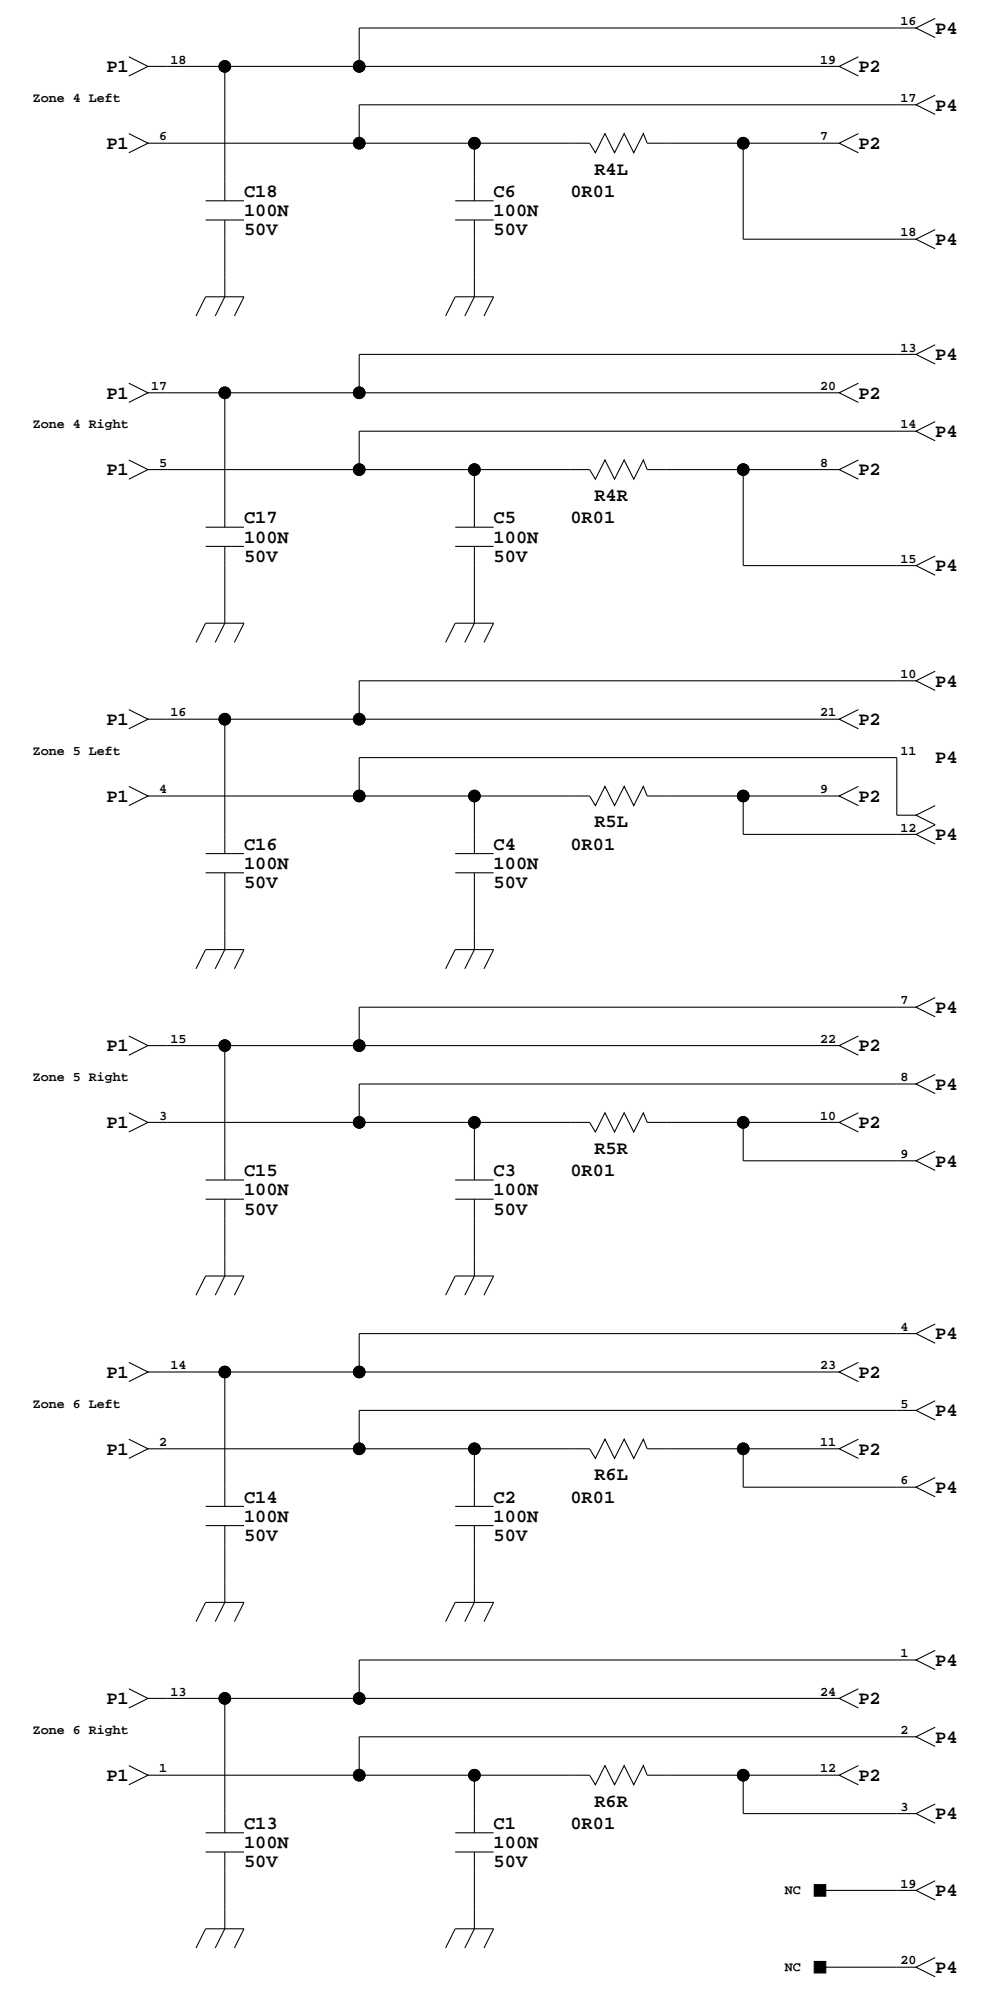 16 P4
P1 18 19 P2
Zone 4 Left 17 P4
P1 6 7 P2
R4L
C18 C6 0R01
100N 100N
50V 50V 18 P4
13 P4
P1 17 20 P2
Zone 4 Right 14 P4
P1 5 8 P2
R4R
C17 C5 0R01
100N 100N
50V 50V 15 P4
10 P4
P1 16 21 P2
Zone 5 Left 11 P4
P1 4 9 P2
R5L 12 P4
C16 C4 0R01
100N 100N
50V 50V
7 P4
P1 15 22 P2
Zone 5 Right 8 P4
P1 3 10 P2
R5R 9 P4
C15 C3 0R01
100N 100N
50V 50V
4 P4
P1 14 23 P2
Zone 6 Left 5 P4
P1 2 11 P2
R6L 6 P4
C14 C2 0R01
100N 100N
50V 50V
1 P4
P1 13 24 P2
Zone 6 Right 2 P4
P1 1 12 P2
R6R 3 P4
C13 C1 0R01
100N 100N
50V 50V
NC 19 P4
NC 20 P4